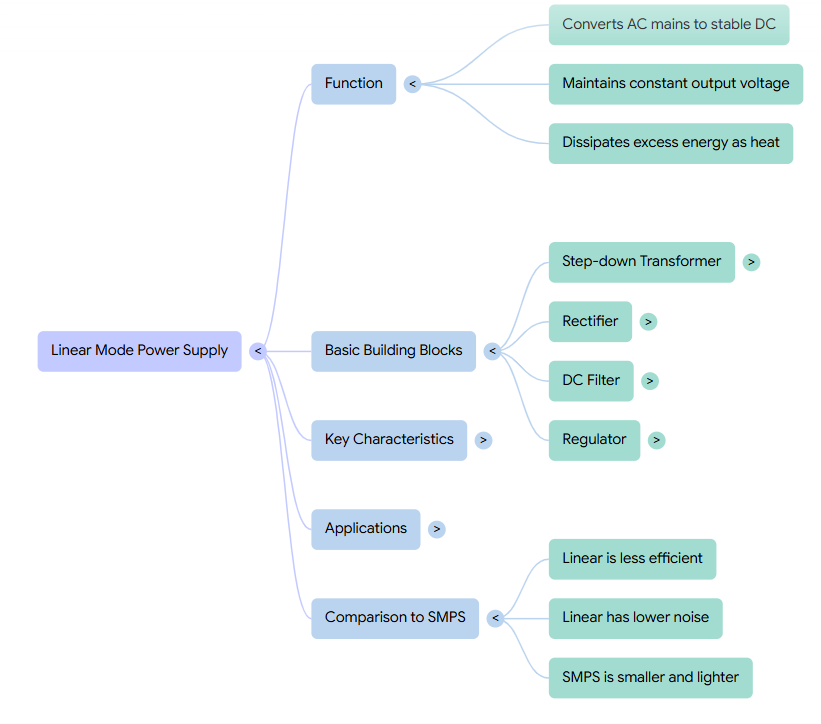 Linear Mode Power Supply
<
Function
<
Converts AC mains to stable DC
Maintains constant output voltage
Dissipates excess energy as heat
Basic Building Blocks
<
Step-down Transformer
>
Rectifier
>
DC Filter
>
Regulator
>
Key Characteristics
>
Applications
>
Comparison to SMPS
<
Linear is less efficient
Linear has lower noise
SMPS is smaller and lighter